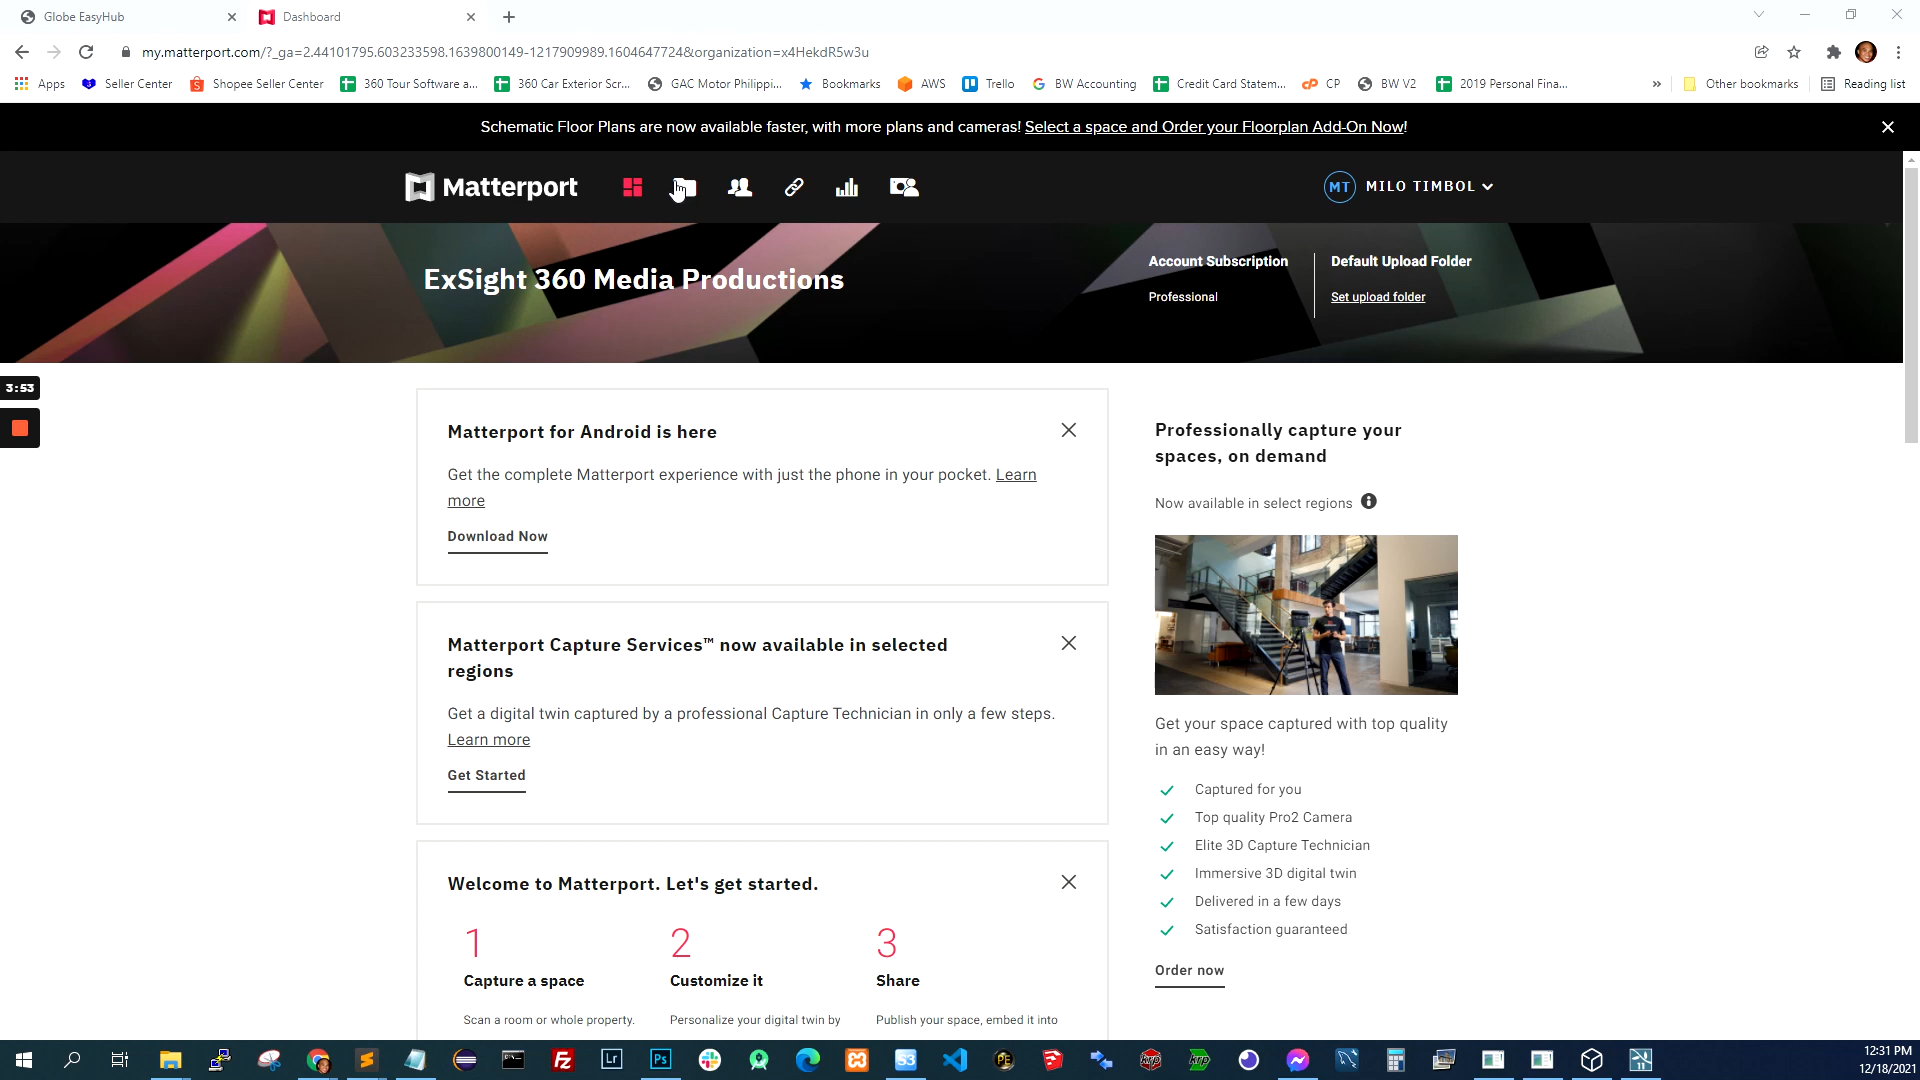 Globe EasyHub
Dashboard
my.matterport.com/?_ga=2.44101795.603233598.1639800149-1217909989.1604647724&organization=x4HekdR5w3u
Apps
Seller Center
Shopee Seller Center
360 Tour Software a...
360 Car Exterior Scr...
GAC Motor Philippi...
Bookmarks
AWS
Trello
BW Accounting
Credit Card Statem...
CP
BW V2
2019 Personal Fina...
»
Other bookmarks
Reading list
Schematic Floor Plans are now available faster, with more plans and cameras! Select a space and Order your Floorplan Add-On Now!
Matterport
MT
MILO TIMBOL
ExSight 360 Media Productions
Account Subscription
Professional
Default Upload Folder
Set upload folder
3:53
Matterport for Android is here
Get the complete Matterport experience with just the phone in your pocket. Learn
more
Download Now
Matterport Capture Services™ now available in selected
regions
Get a digital twin captured by a professional Capture Technician in only a few steps.
Learn more
Get Started
Welcome to Matterport. Let's get started.
1
Capture a space
Scan a room or whole property.
2
Customize it
Personalize your digital twin by
3
Share
Publish your space, embed it into
Professionally capture your
spaces, on demand
Now available in select regions
Get your space captured with top quality
in an easy way!
Captured for you
Top quality Pro2 Camera
Elite 3D Capture Technician
Immersive 3D digital twin
Delivered in a few days
Satisfaction guaranteed
Order now
Fz
Lr
Ps
S3
PE
12:31 PM
12/18/2021